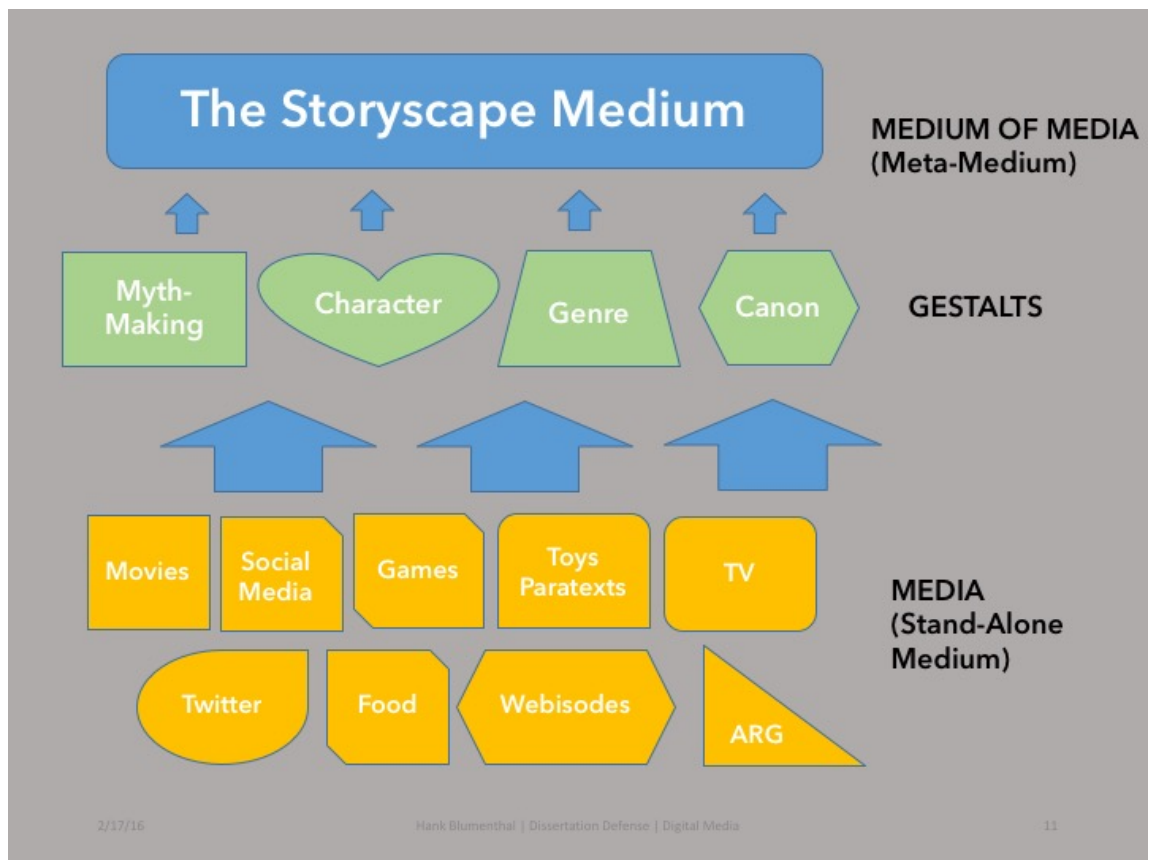 The Storyscape Medium
MEDIUM OF MEDIA
(Meta-Medium)
Myth-
Making
Character
Genre
Canon
GESTALTS
Movies
Social
Media
Games
Toys
Paratexts
TV
MEDIA
(Stand-Alone
Medium)
Twitter
Food
Webisodes
ARG
2/17/16
Hank Blumenthal | Dissertation Defense | Digital Media
11